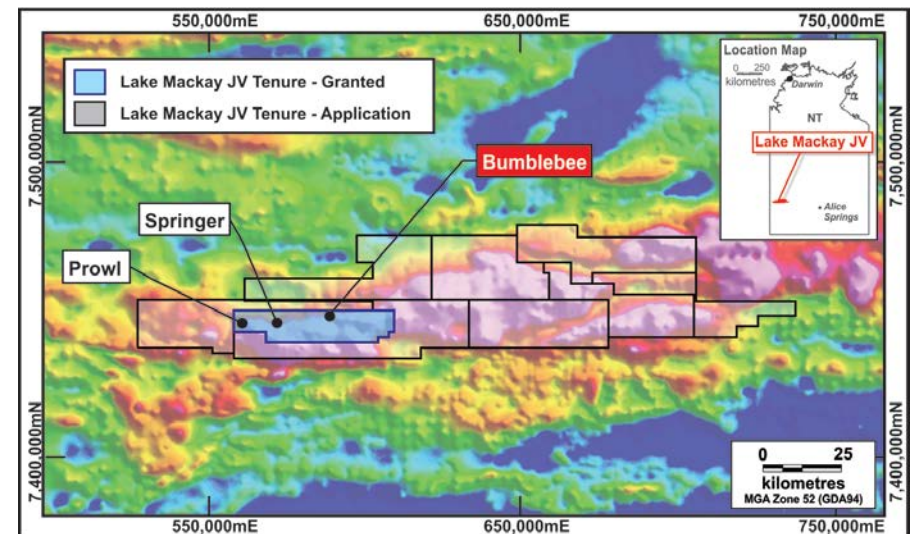 550,000mE 650,000mE 750,000mE
Lake Mackay JV Tenure - Granted
Lake Mackay JV Tenure - Application
Location Map
0 250
kilometres
Darwin
NT
Lake Mackay JV
Alice
Springs
7,500,000mN
7,500,000mN
Bumblebee
Springer
Prowl
7,400,000mN
7,400,000mN
0 25
kilometres
MGA Zone 52 (GDA94)
550,000mE 650,000mE 750,000mE